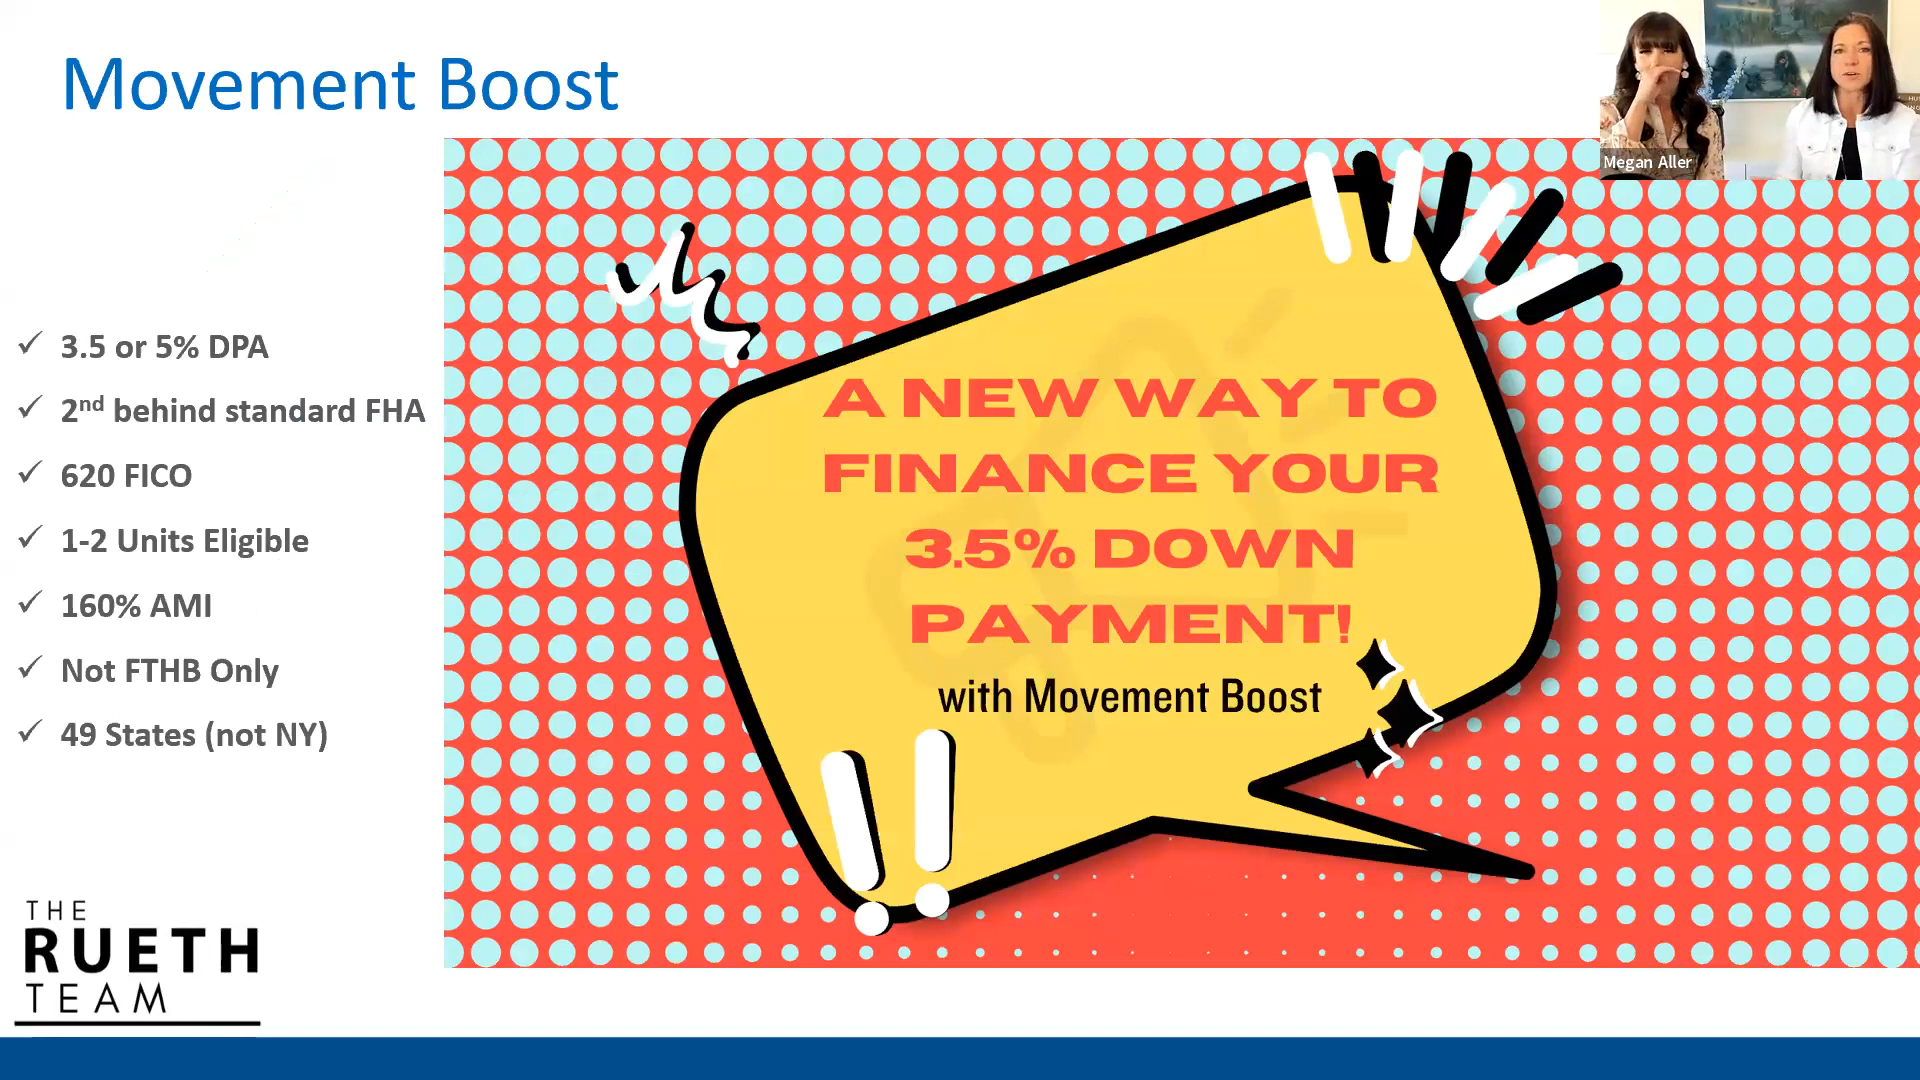 Movement Boost
Megan Aller
✓ 3.5 or 5% DPA
✓ 2nd behind standard FHA
✓ 620 FICO
✓ 1-2 Units Eligible
✓ 160% AMI
✓ Not FTHB Only
✓ 49 States (not NY)
A NEW WAY TO
FINANCE YOUR
3.5% DOWN
PAYMENT!
with Movement Boost
THE
RUETH
TEAM